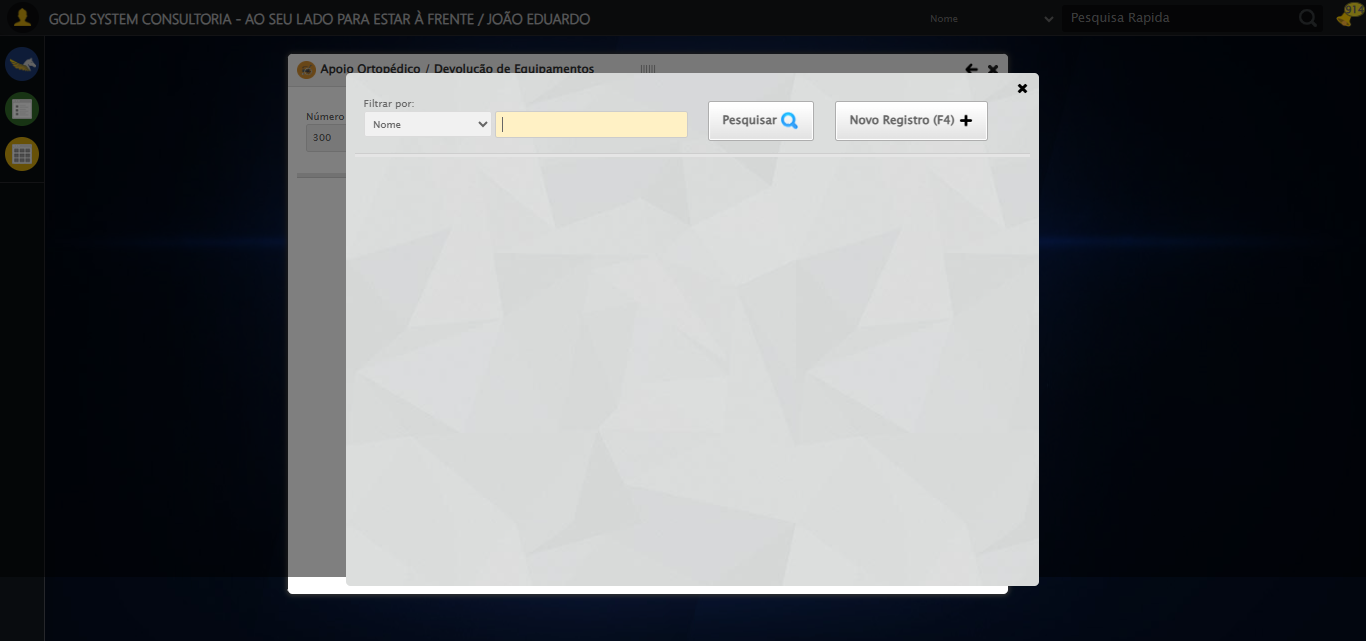 GOLD SYSTEM CONSULTORIA - AO SEU LADO PARA ESTAR À FRENTE / JOÃO EDUARDO
Nome
Pesquisa Rapida
914
Apoio Ortopédico / Devolução de Equipamentos
Número
300
Filtrar por:
Nome
Pesquisar
Novo Registro (F4)